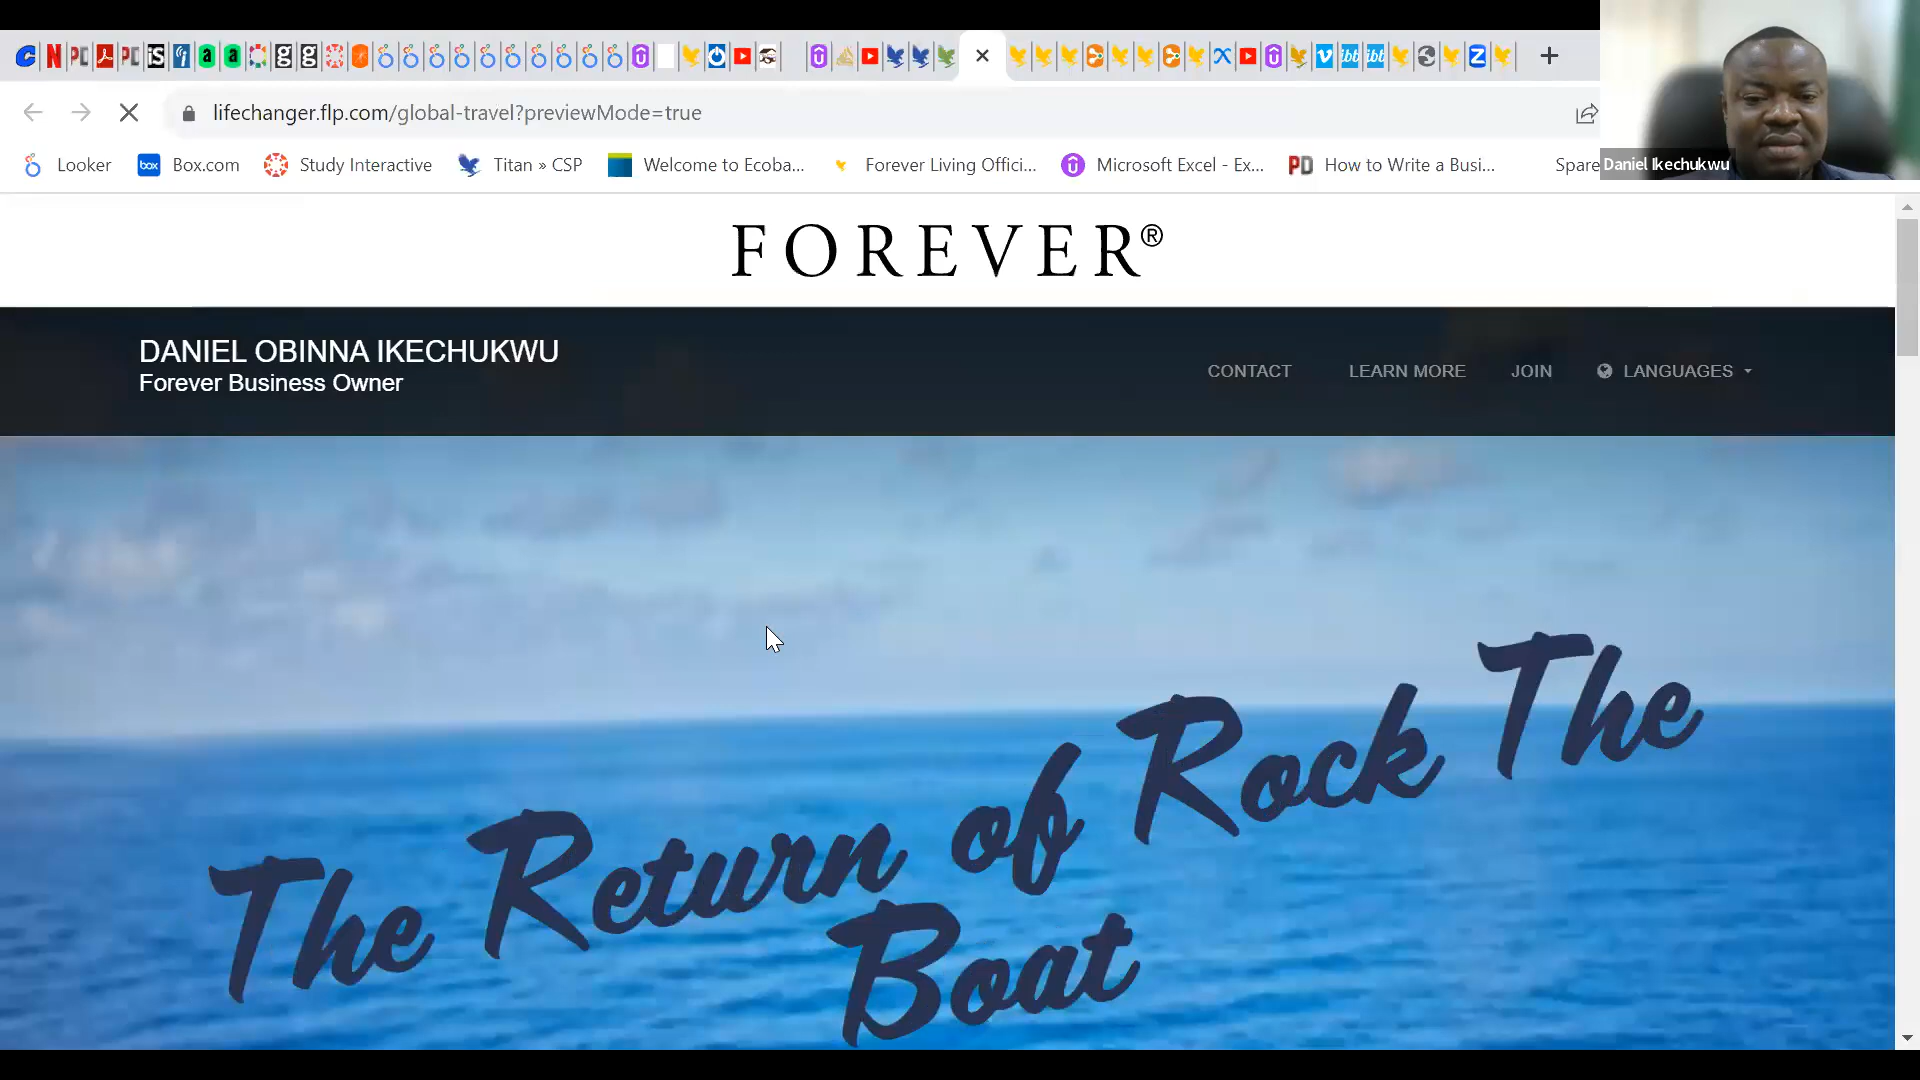 lifechanger.flp.com/global-travel?previewMode=true
Looker
Box.com
Study Interactive
Titan » CSP
Welcome to Ecoba...
Forever Living Offici...
Microsoft Excel - Ex...
How to Write a Busi...
Spare
Daniel Ikechukwu
FOREVER®
DANIEL OBINNA IKECHUKWU
Forever Business Owner
CONTACT
LEARN MORE
JOIN
LANGUAGES
The Return of Rock The
Boat